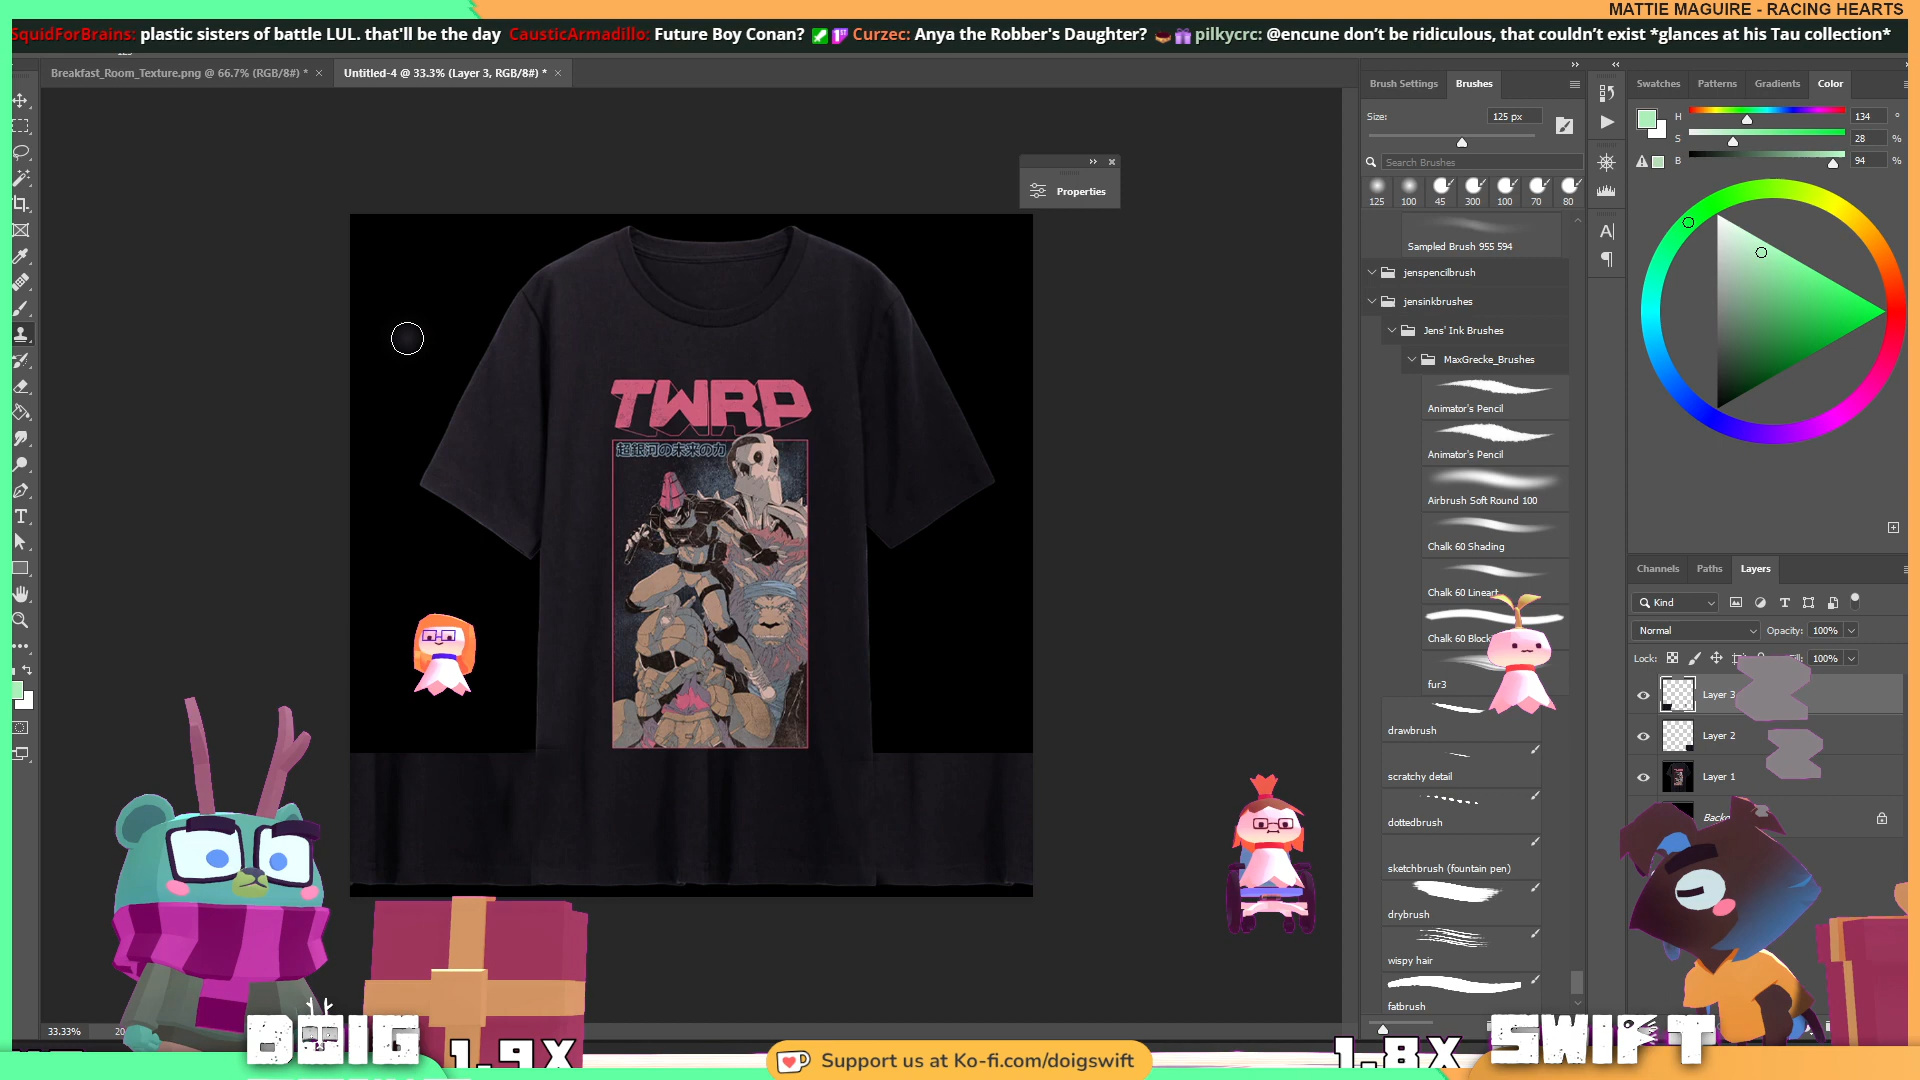 MATTIE MAGUIRE - RACING HEARTS
SquidForBrains: plastic sisters of battle LUL. that'll be the day CausticArmadillo: Future Boy Conan? Curzec: Anya the Robber's Daughter? pilkycrc: @encune don't be ridiculous, that couldn't exist *glances at his Tau collection*
Breakfast_Room_Texture.png @ 66.7% (RGB/8#) *
Untitled-4 @ 33.3% (Layer 3, RGB/8#) *
Brush Settings
Brushes
Swatches
Patterns
Gradients
Color
Size:
125 px
H
134
°
S
28
%
B
94
%
Search Brushes
Properties
125
100
45
300
100
70
80
Sampled Brush 955 594
jenspencilbrush
jensinkbrushes
Jens' Ink Brushes
MaxGrecke_Brushes
Animator's Pencil
Animator's Pencil
Airbrush Soft Round 100
Chalk 60 Shading
Chalk 60 Lineart
Chalk 60 Block
fur3
drawbrush
scratchy detail
dottedbrush
sketchbrush (fountain pen)
drybrush
wispy hair
fatbrush
TWRP
超銀河の未来の力
Channels
Paths
Layers
Kind
Normal
Opacity:
100%
Lock:
Fill:
100%
Layer 3
Layer 2
Layer 1
33.33%
20
DOIG
1.9X
Support us at Ko-fi.com/doigswift
1.8X
SWIFT